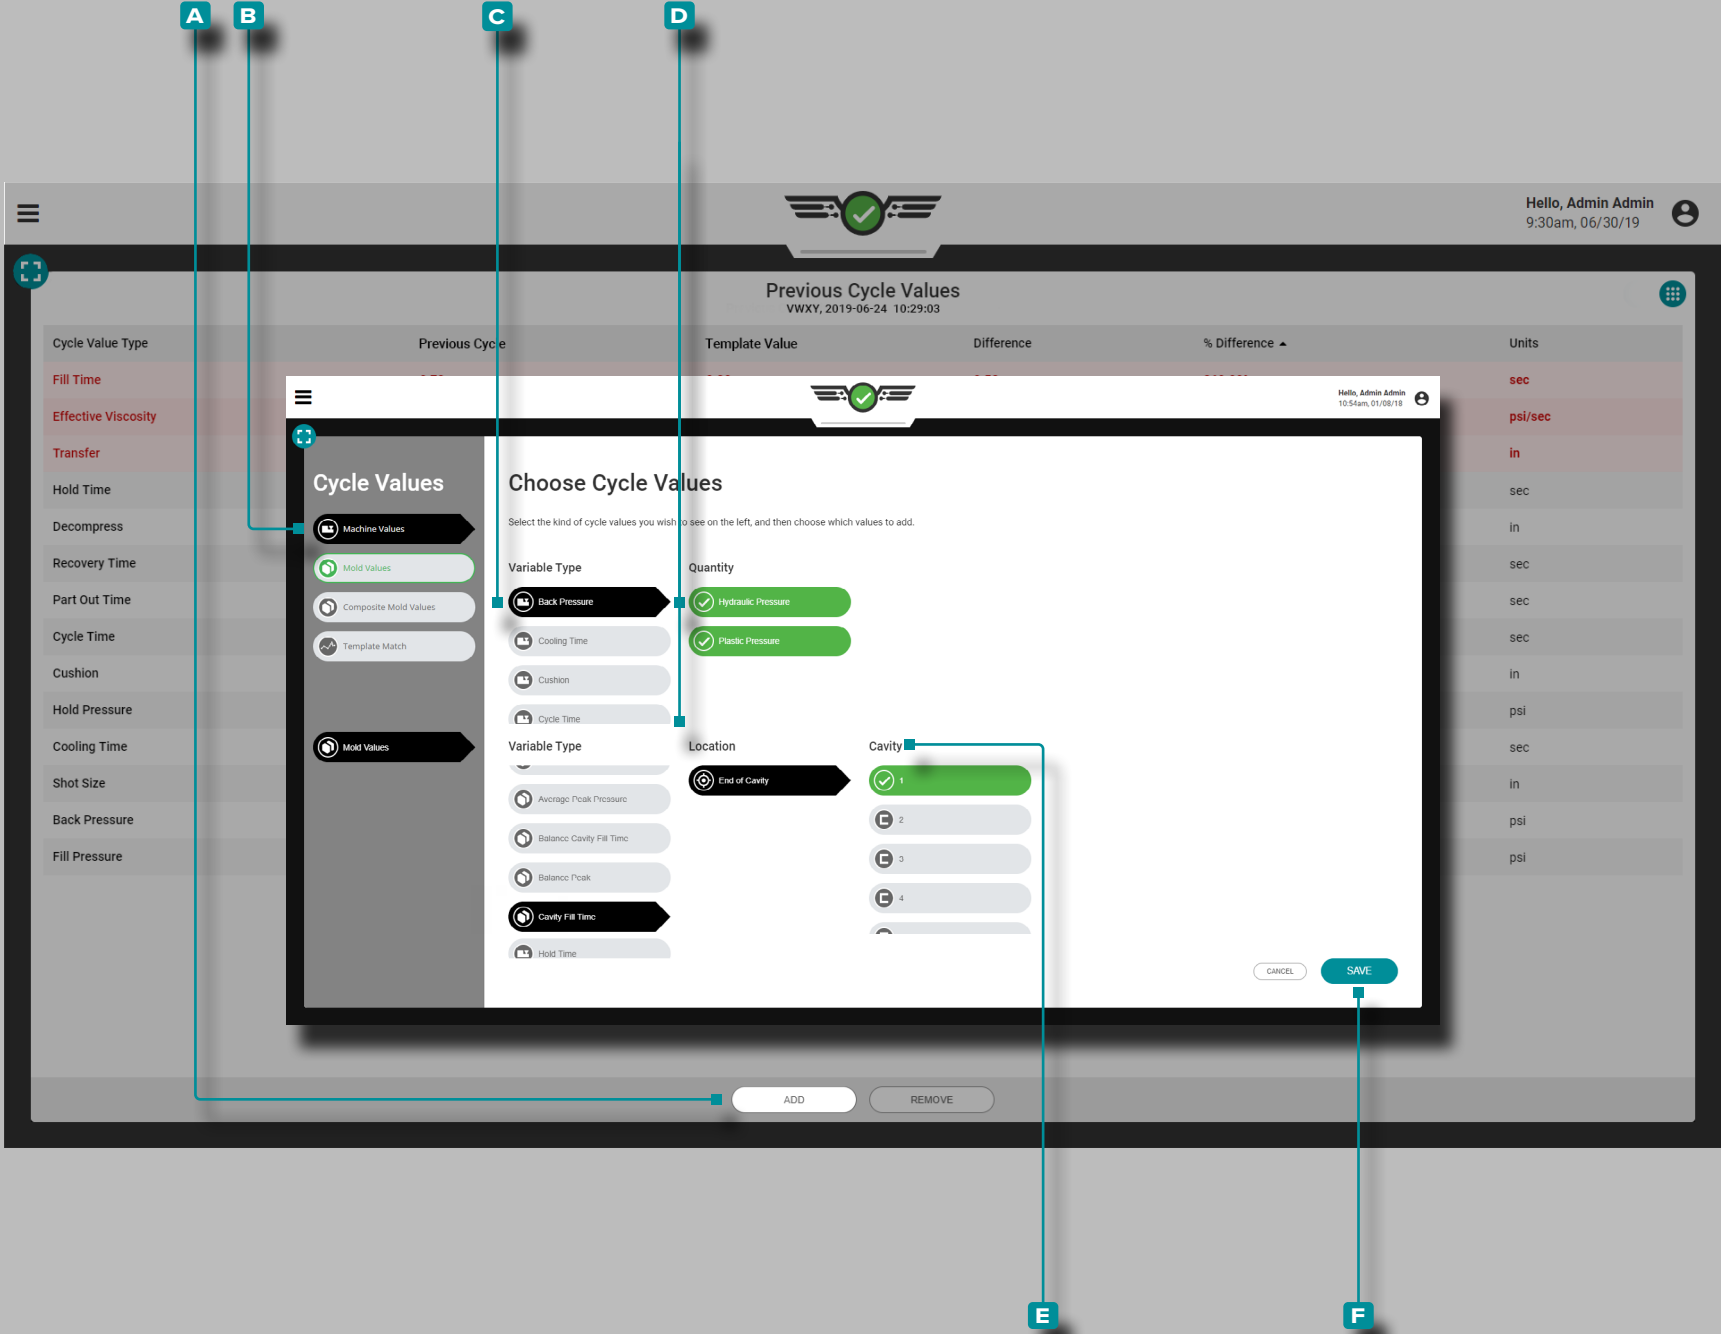 A B C D
Hello, Admin Admin
9:30am, 06/30/19
Previous Cycle Values
VWXY, 2019-06-24 10:29:03
Cycle Value Type Previous Cycle Template Value Difference % Difference Units
Fill Time sec
Effective Viscosity psi/sec
Transfer in
Hold Time sec
Decompress in
Recovery Time sec
Part Out Time sec
Cycle Time sec
Cushion in
Hold Pressure psi
Cooling Time sec
Shot Size in
Back Pressure psi
Fill Pressure psi
Hello, Admin Admin
10:54am, 01/08/18
Cycle Values
Machine Values
Mold Values
Composite Mold Values
Template Match
Mold Values
Choose Cycle Values
Select the kind of cycle values you wish to see on the left, and then choose which values to add.
Variable Type Quantity
Back Pressure Hydraulic Pressure
Cooling Time Plastic Pressure
Cushion
Cycle Time
Variable Type Location Cavity
End of Cavity 1
Average Peak Pressure
Balance Cavity Fill Time 2
Balance Peak 3
Cavity Fill Time 4
Hold Time
CANCEL SAVE
ADD REMOVE
E F